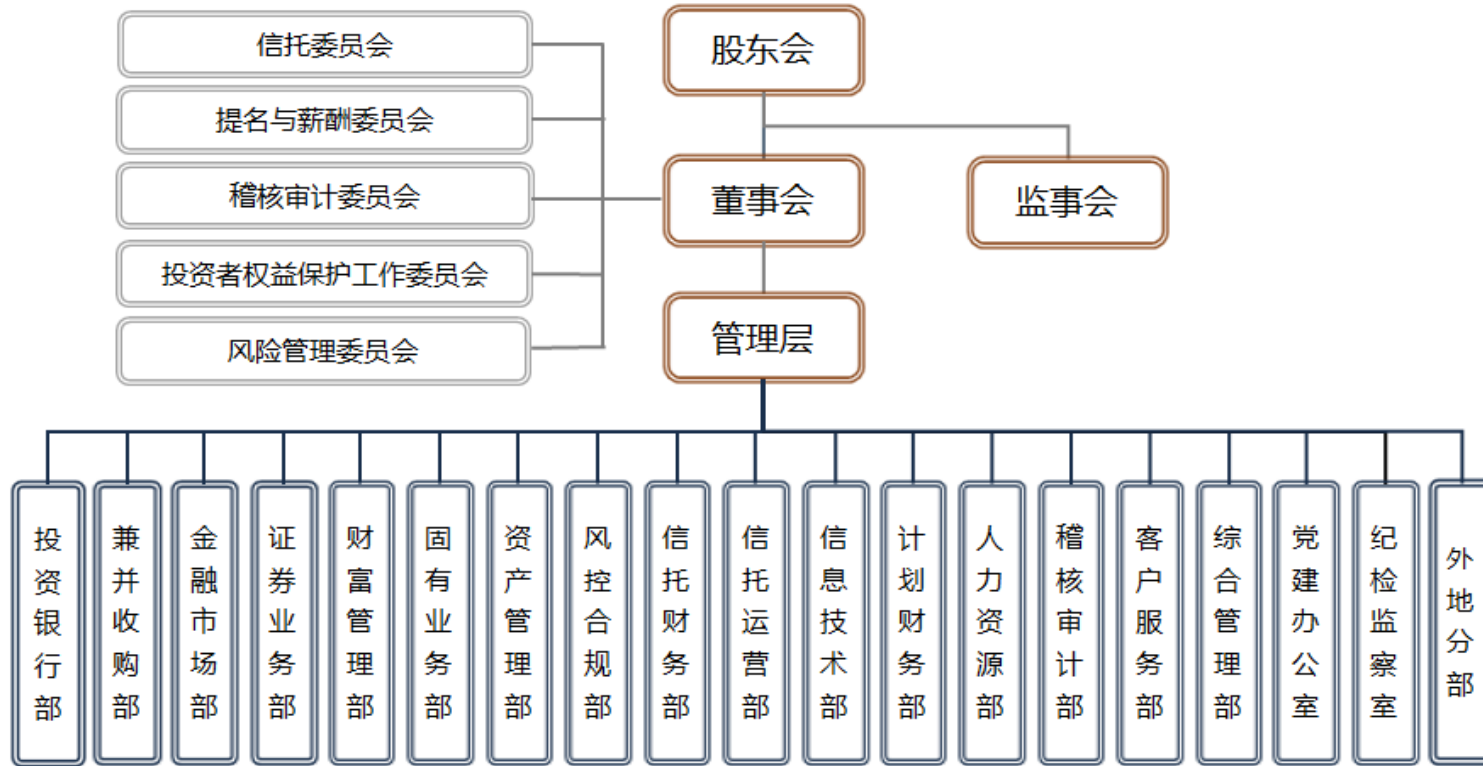 信托委员会
提名与薪酬委员会
稽核审计委员会
投资者权益保护工作委员会
风险管理委员会
股东会
董事会
监事会
管理层
投资银行部
兼并收购部
金融市场部
证券业务部
财富管理部
固有业务部
资产管理部
风控合规部
信托财务部
信托运营部
信息技术部
计划财务部
人力资源部
稽核审计部
客户服务部
综合管理部
党建办公室
纪检监察室
外地分部